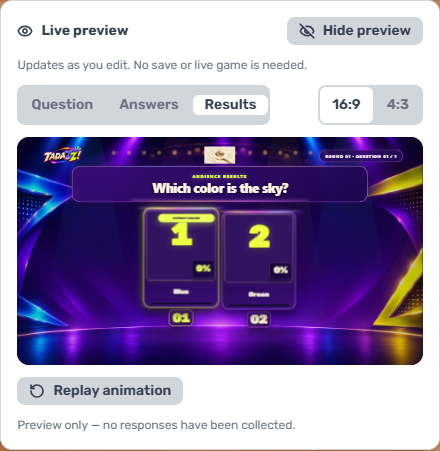 Live preview
Hide preview
Updates as you edit. No save or live game is needed.
Question Answers Results
16:9 4:3
TADAZ!
ROUND 01 · QUESTION 01 / 1
AUDIENCE RESULTS
Which color is the sky?
1 2
0% 0%
Blue Green
01 02
Replay animation
Preview only — no responses have been collected.